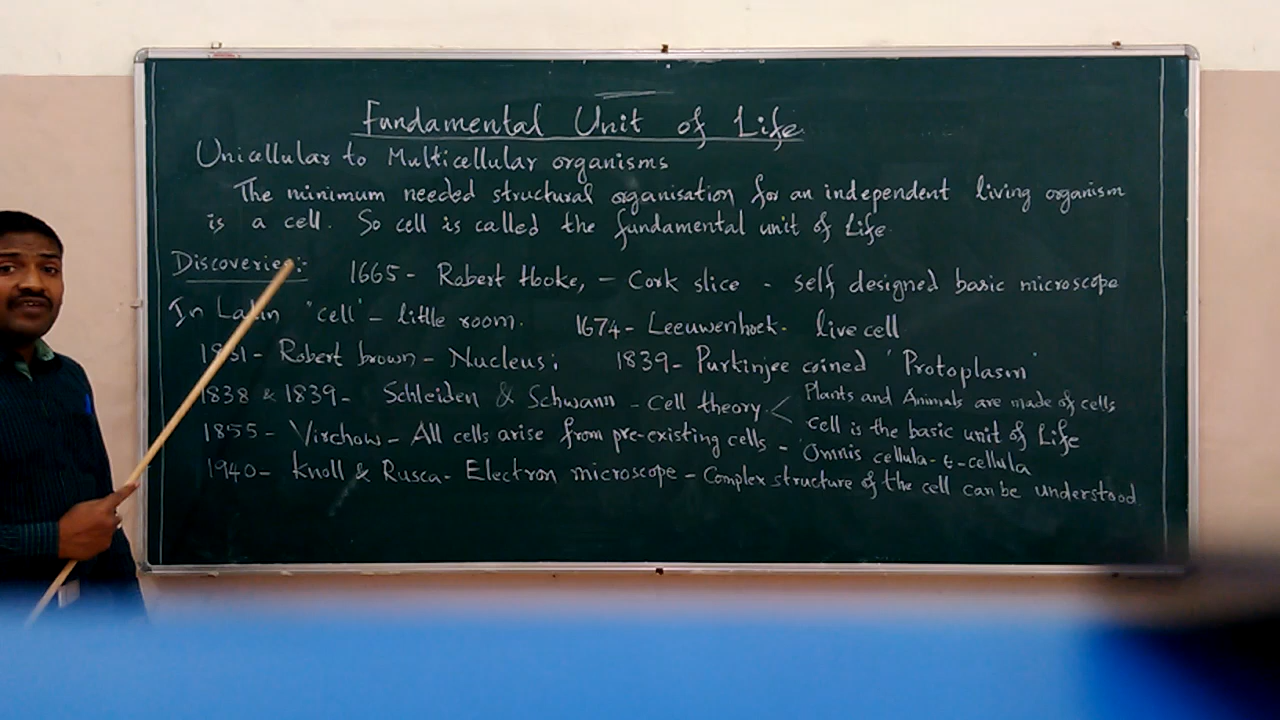 Fundamental Unit of Life
Unicellular to Multicellular organisms
The minimum needed structural organisation for an independent living organism
is a cell. So cell is called the fundamental unit of Life
Discoveries:- 1665- Robert Hooke, - Cork slice - self designed basic microscope
In Latin "cell" - little room. 1674- Leeuwenhoek- live cell
1831- Robert brown - Nucleus; 1839- Purkinjee coined 'Protoplasm'
1838 & 1839- Schleiden & Schwann - Cell theory < Plants and Animals are made of cells
cell is the basic unit of Life
1855- Virchow - All cells arise from pre-existing cells - 'Omnis cellula-e-cellula
1940- Knoll & Rusca- Electron microscope - Complex structure of the cell can be understood